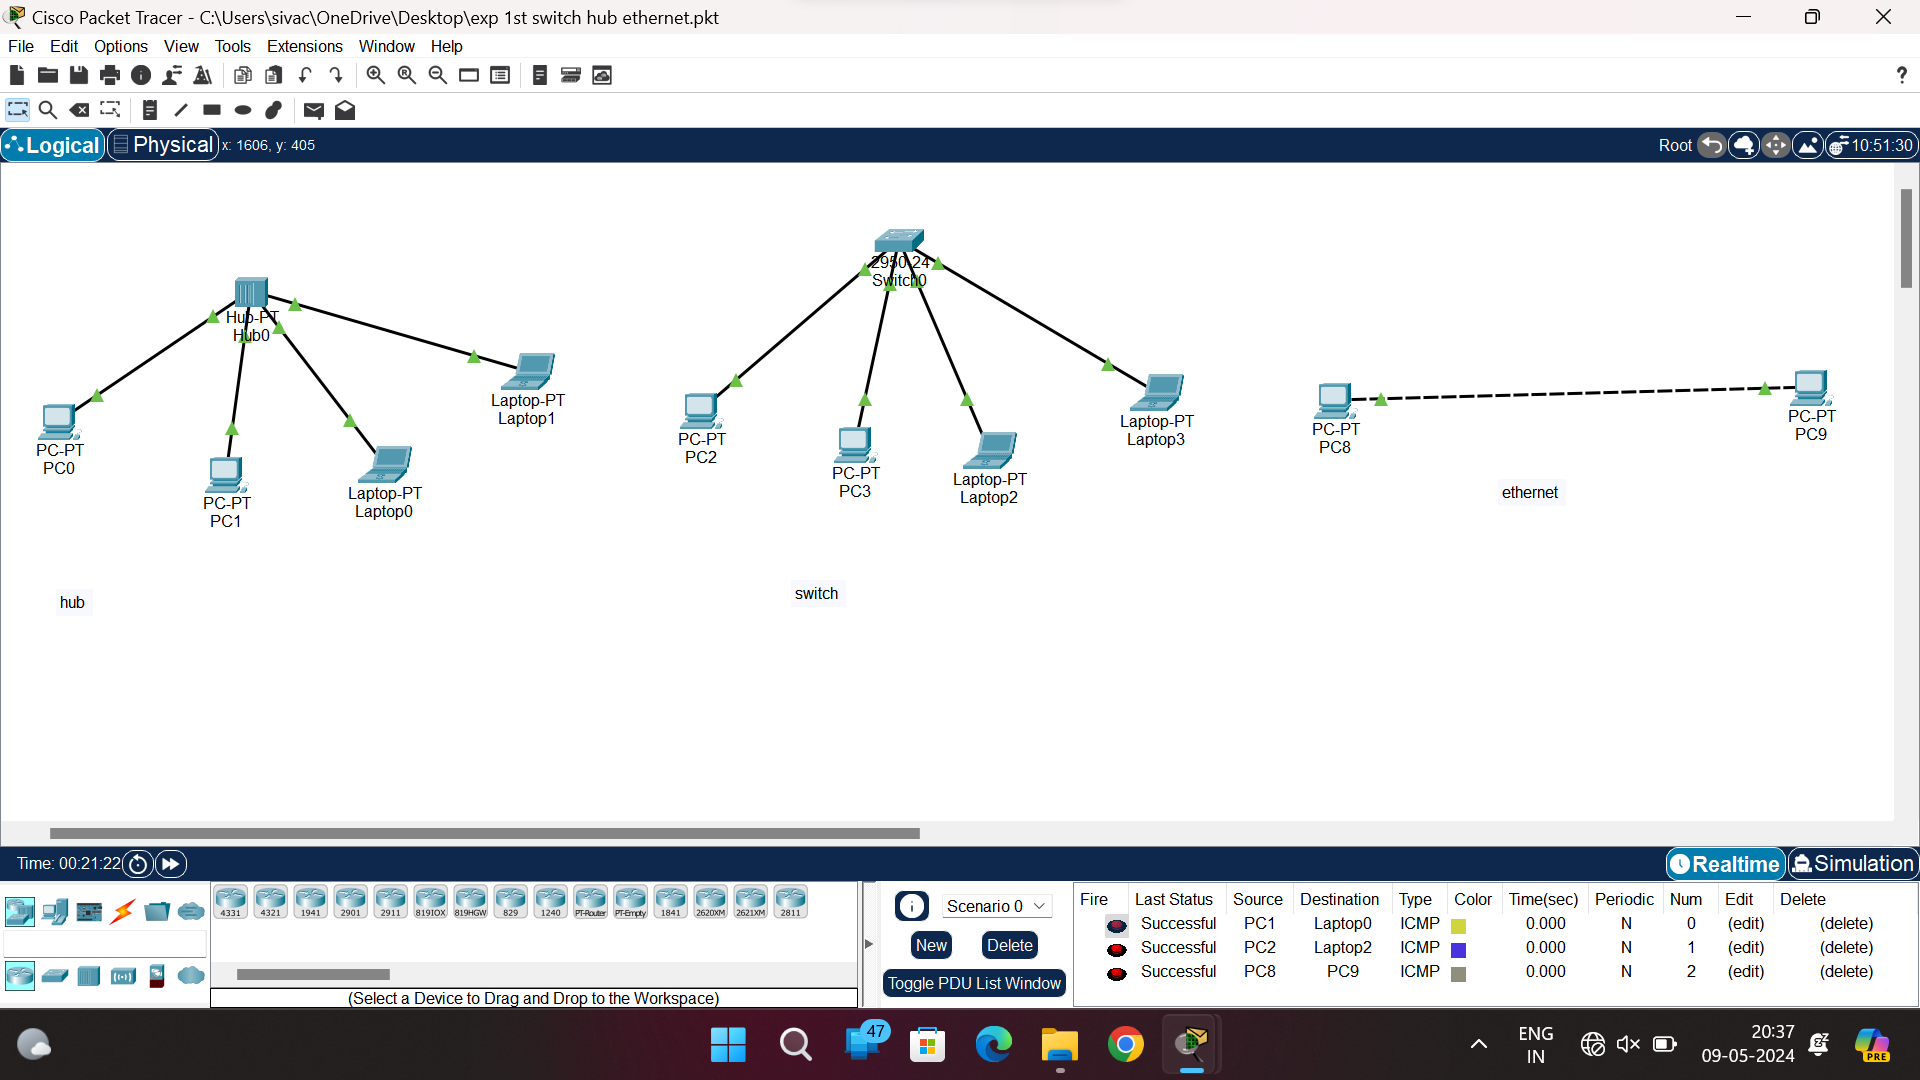 Cisco Packet Tracer - C:\Users\sivac\OneDrive\Desktop\exp 1st switch hub ethernet.pkt
File Edit Options View Tools Extensions Window Help
?
Logical Physical x: 1606, y: 405 Root 10:51:30
Hub-PT
Hub0
PC-PT
PC0
PC-PT
PC1
Laptop-PT
Laptop0
Laptop-PT
Laptop1
hub
2950-24
Switch0
PC-PT
PC2
PC-PT
PC3
Laptop-PT
Laptop2
Laptop-PT
Laptop3
switch
PC-PT
PC8
PC-PT
PC9
ethernet
Time: 00:21:22 Realtime Simulation
4331 4321 1941 2901 2911 819IOX 819HGW 829 1240 PT-Router PT-Empty 1841 2620XM 2621XM 2811
(Select a Device to Drag and Drop to the Workspace)
Scenario 0
New Delete
Toggle PDU List Window
Fire Last Status Source Destination Type Color Time(sec) Periodic Num Edit Delete
Successful PC1 Laptop0 ICMP 0.000 N 0 (edit) (delete)
Successful PC2 Laptop2 ICMP 0.000 N 1 (edit) (delete)
Successful PC8 PC9 ICMP 0.000 N 2 (edit) (delete)
47
ENG
IN
20:37
09-05-2024
PRE